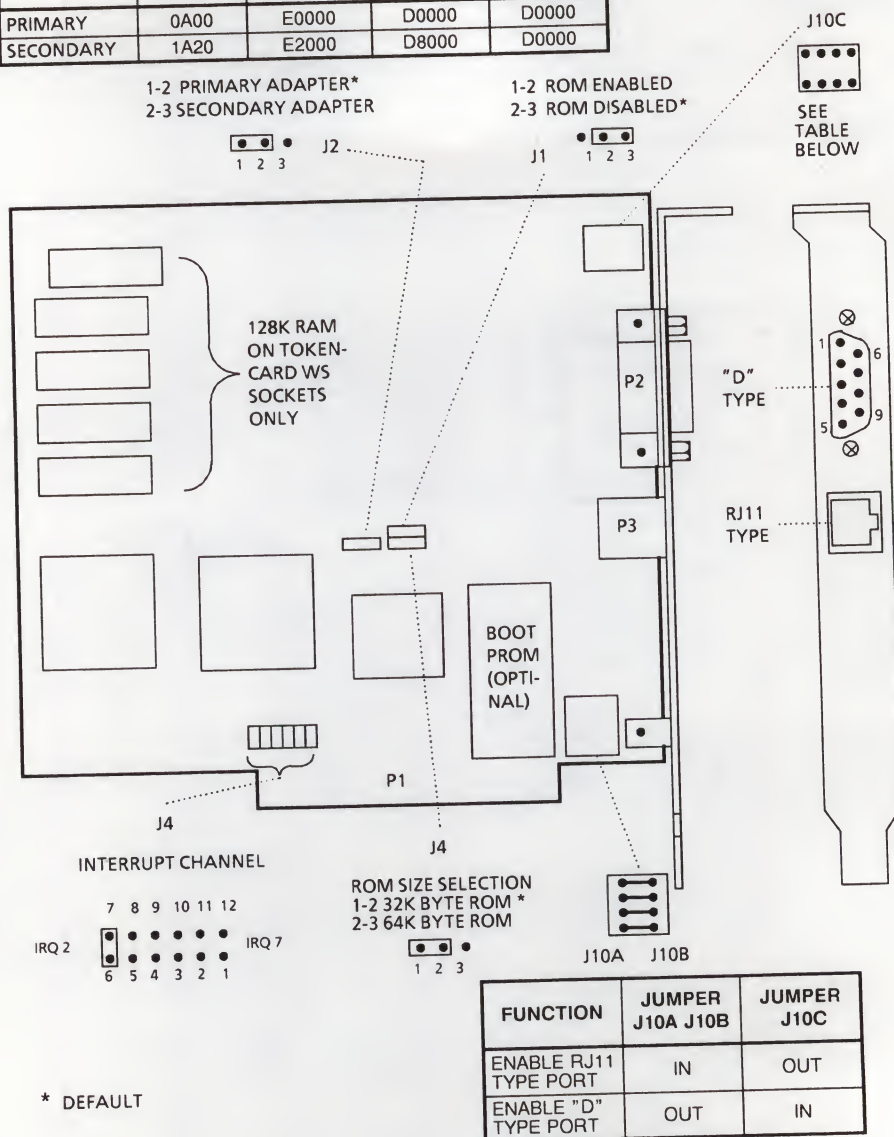 PRIMARY 0A00 E0000 D0000 D0000
SECONDARY 1A20 E2000 D8000 D0000
J10C
1-2 PRIMARY ADAPTER*
2-3 SECONDARY ADAPTER
1 2 3
J2
1-2 ROM ENABLED
2-3 ROM DISABLED*
J1
1 2 3
SEE
TABLE
BELOW
128K RAM
ON TOKEN-
CARD WS
SOCKETS
ONLY
P2
"D"
TYPE
1
6
5
9
P3
RJ11
TYPE
BOOT
PROM
(OPTI-
NAL)
P1
J4
INTERRUPT CHANNEL
7 8 9 10 11 12
IRQ 2
IRQ 7
6 5 4 3 2 1
J4
ROM SIZE SELECTION
1-2 32K BYTE ROM *
2-3 64K BYTE ROM
1 2 3
J10A J10B
FUNCTION JUMPER J10A J10B JUMPER J10C
ENABLE RJ11 TYPE PORT IN OUT
ENABLE "D" TYPE PORT OUT IN
* DEFAULT